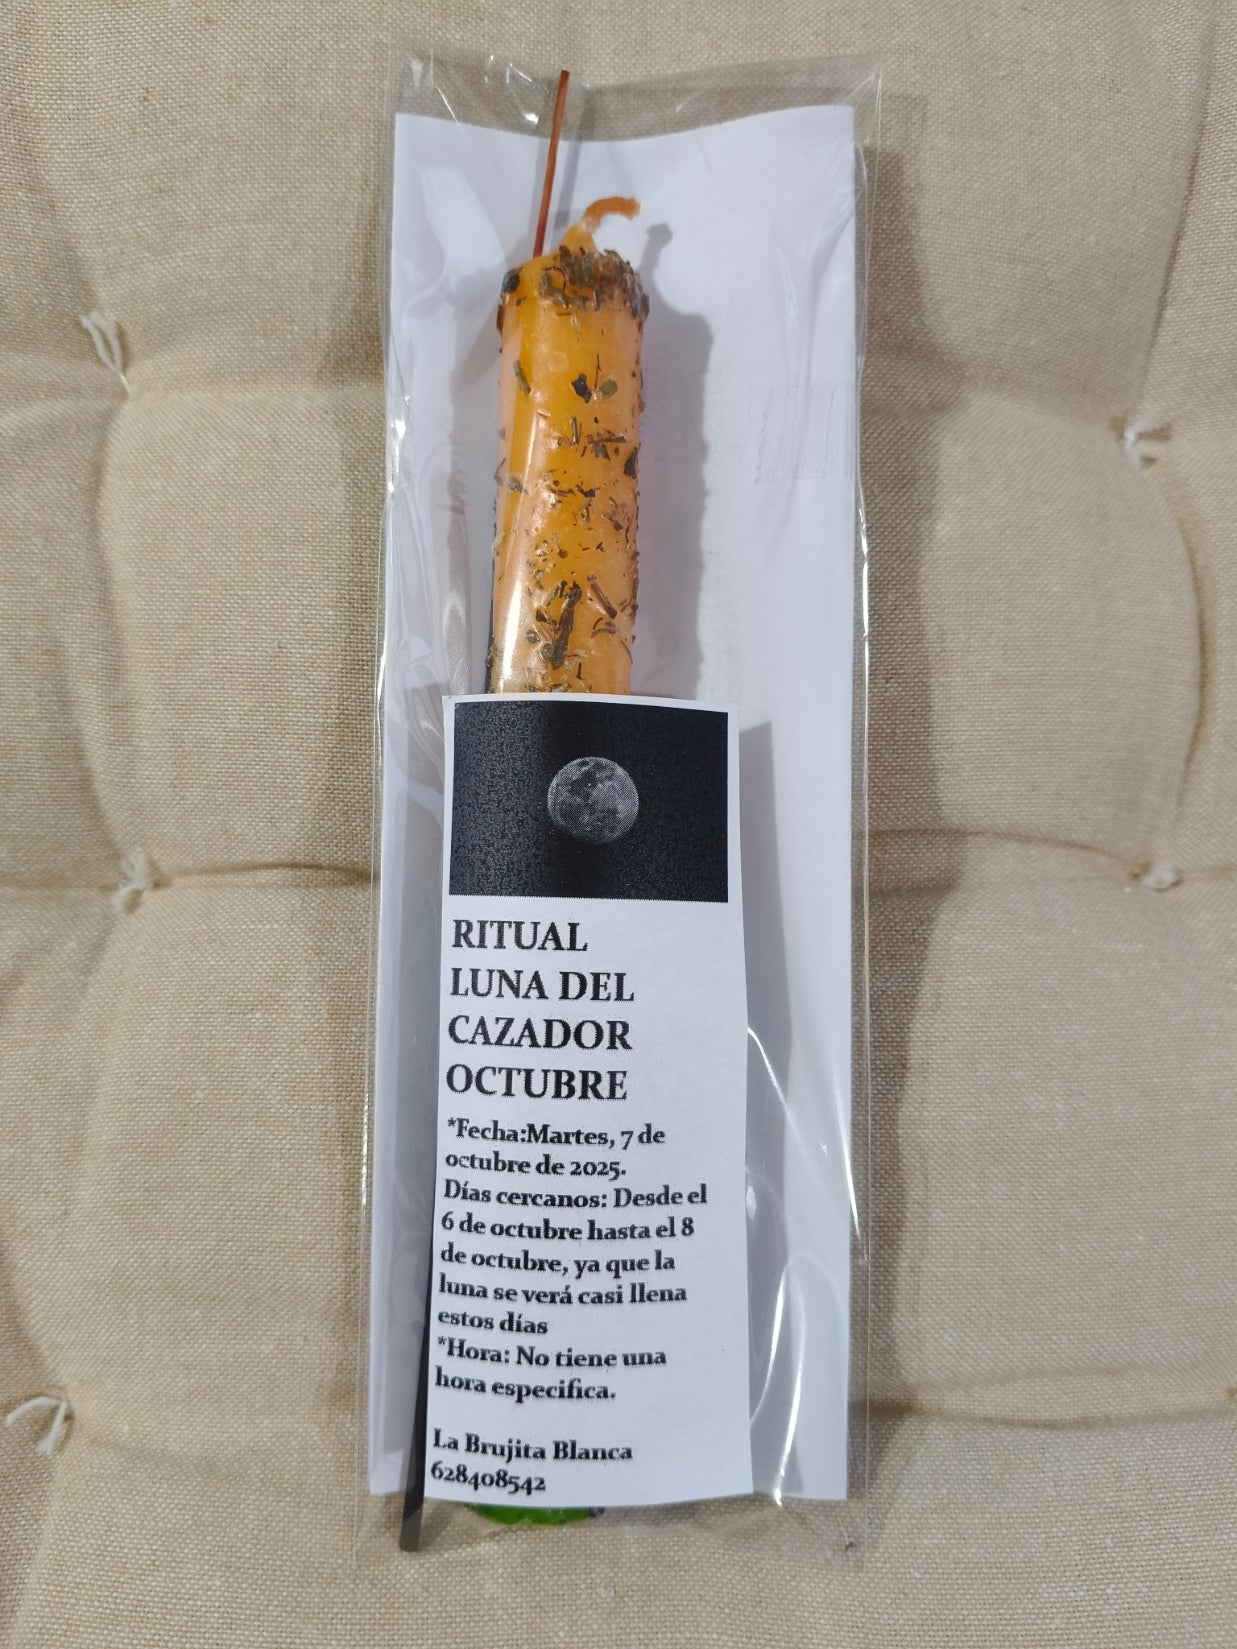 RITUAL
LUNA DEL
CAZADOR
OCTUBRE
*Fecha:Martes, 7 de
octubre de 2025.
Días cercanos: Desde el
6 de octubre hasta el 8
de octubre, ya que la
luna se verá casi llena
estos días
*Hora: No tiene una
hora especifica.
La Brujita Blanca
628408542